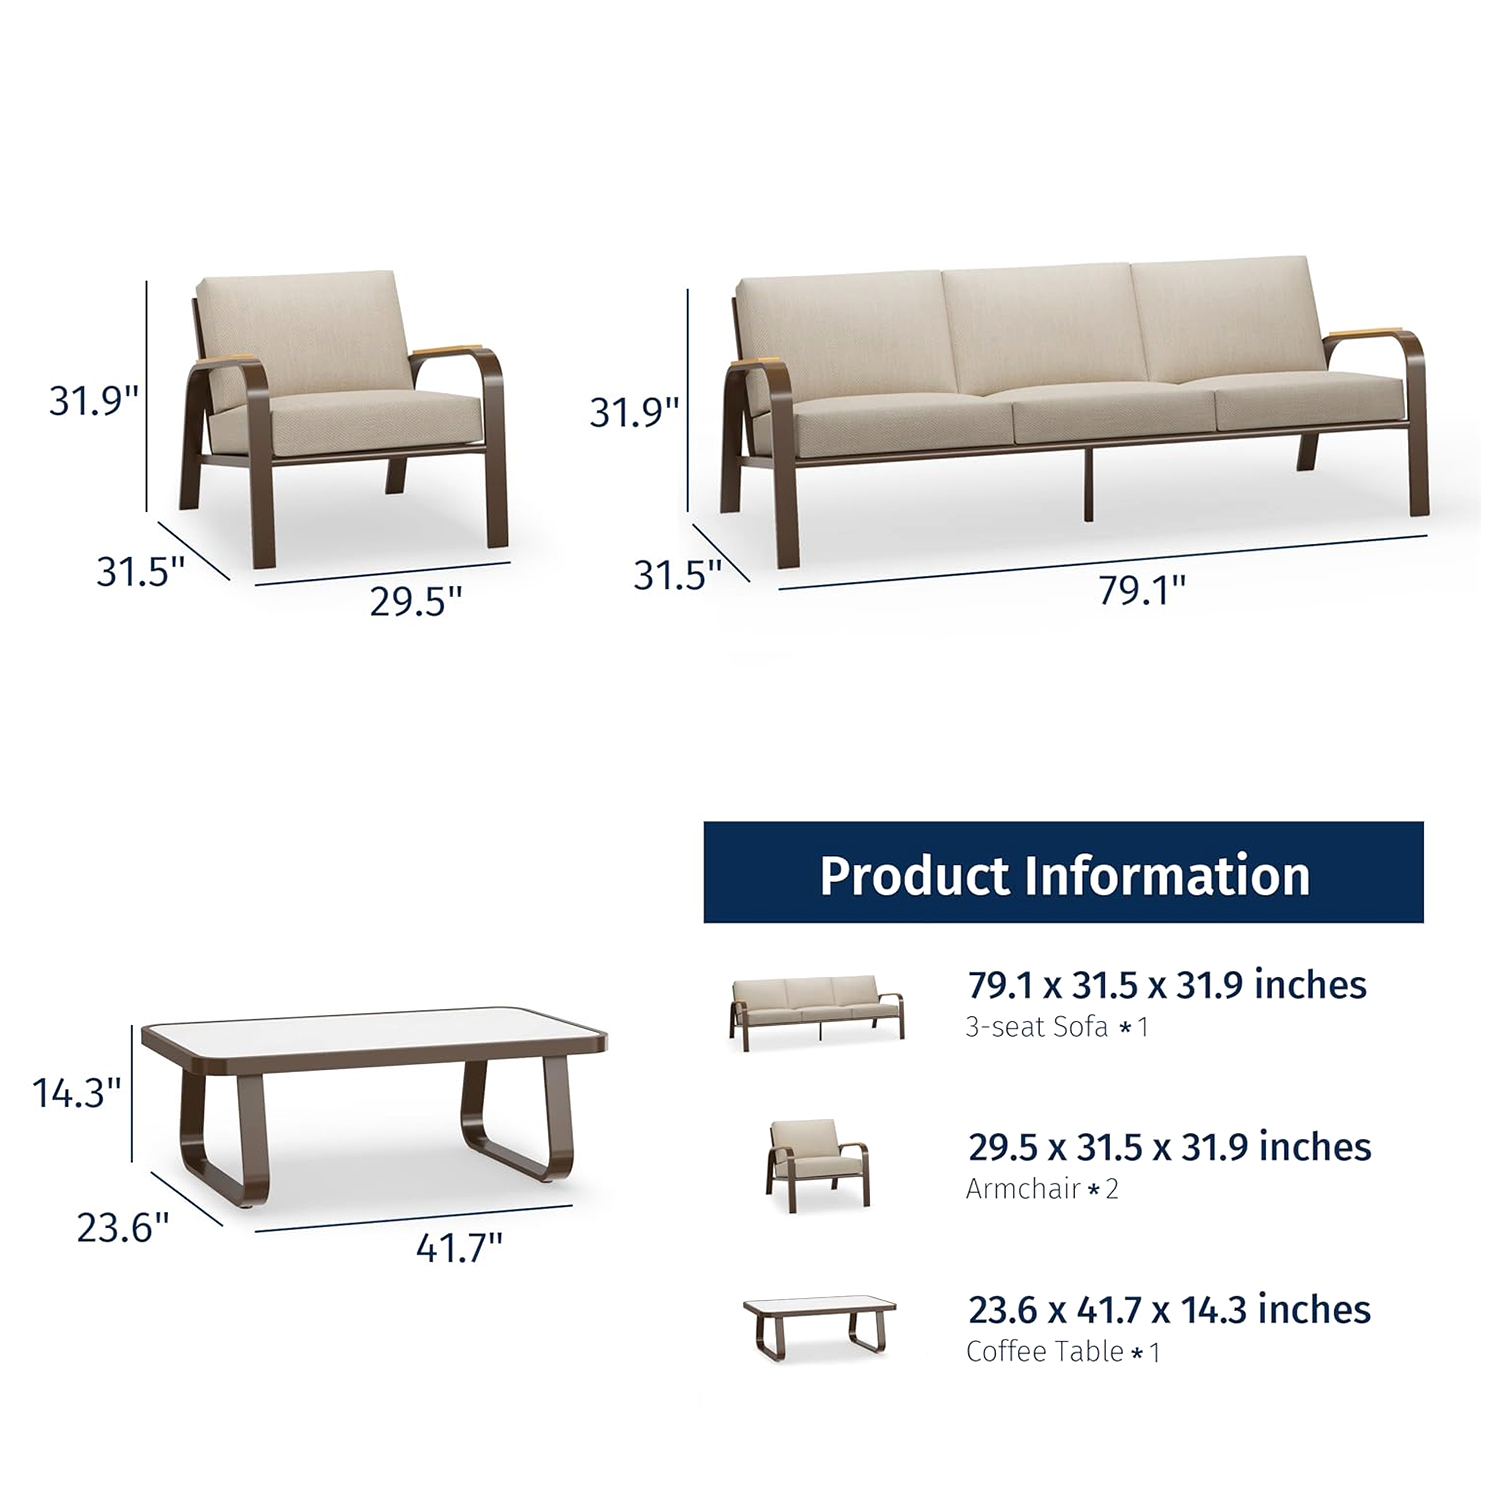 31.9"
31.5"
29.5"
31.9"
31.5"
79.1"
14.3"
23.6"
41.7"
Product Information
79.1 x 31.5 x 31.9 inches
3-seat Sofa *1
29.5 x 31.5 x 31.9 inches
Armchair *2
23.6 x 41.7 x 14.3 inches
Coffee Table *1